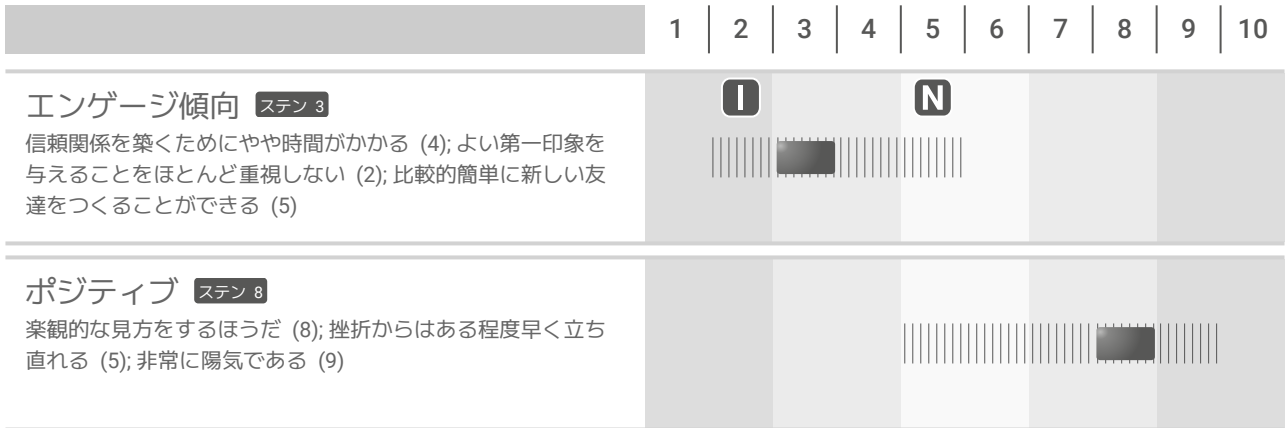 1 2 3 4 5 6 7 8 9 10
エンゲージ傾向 ステン 3
I N
信頼関係を築くためにやや時間がかかる (4); よい第一印象を
与えることをほとんど重視しない (2); 比較的簡単に新しい友
達をつくることができる (5)
ポジティブ ステン 8
楽観的な見方をするほうだ (8); 挫折からはある程度早く立ち
直れる (5); 非常に陽気である (9)